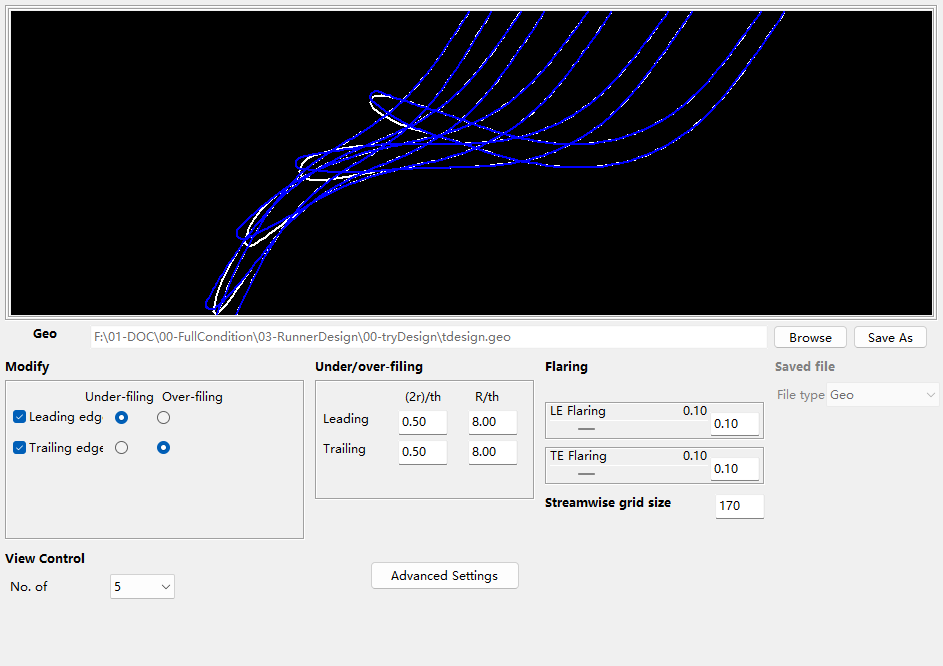 Geo F:\01-DOC\00-FullCondition\03-RunnerDesign\00-tryDesign\tdesign.geo Browse Save As
Modify Under/over-filing Flaring Saved file
File type Geo
Under-filing Over-filing (2r)/th R/th
LE Flaring 0.10
Leading edg Leading 0.50 8.00 0.10
Trailing edge Trailing 0.50 8.00 TE Flaring 0.10
0.10
Streamwise grid size 170
View Control
No. of 5 Advanced Settings